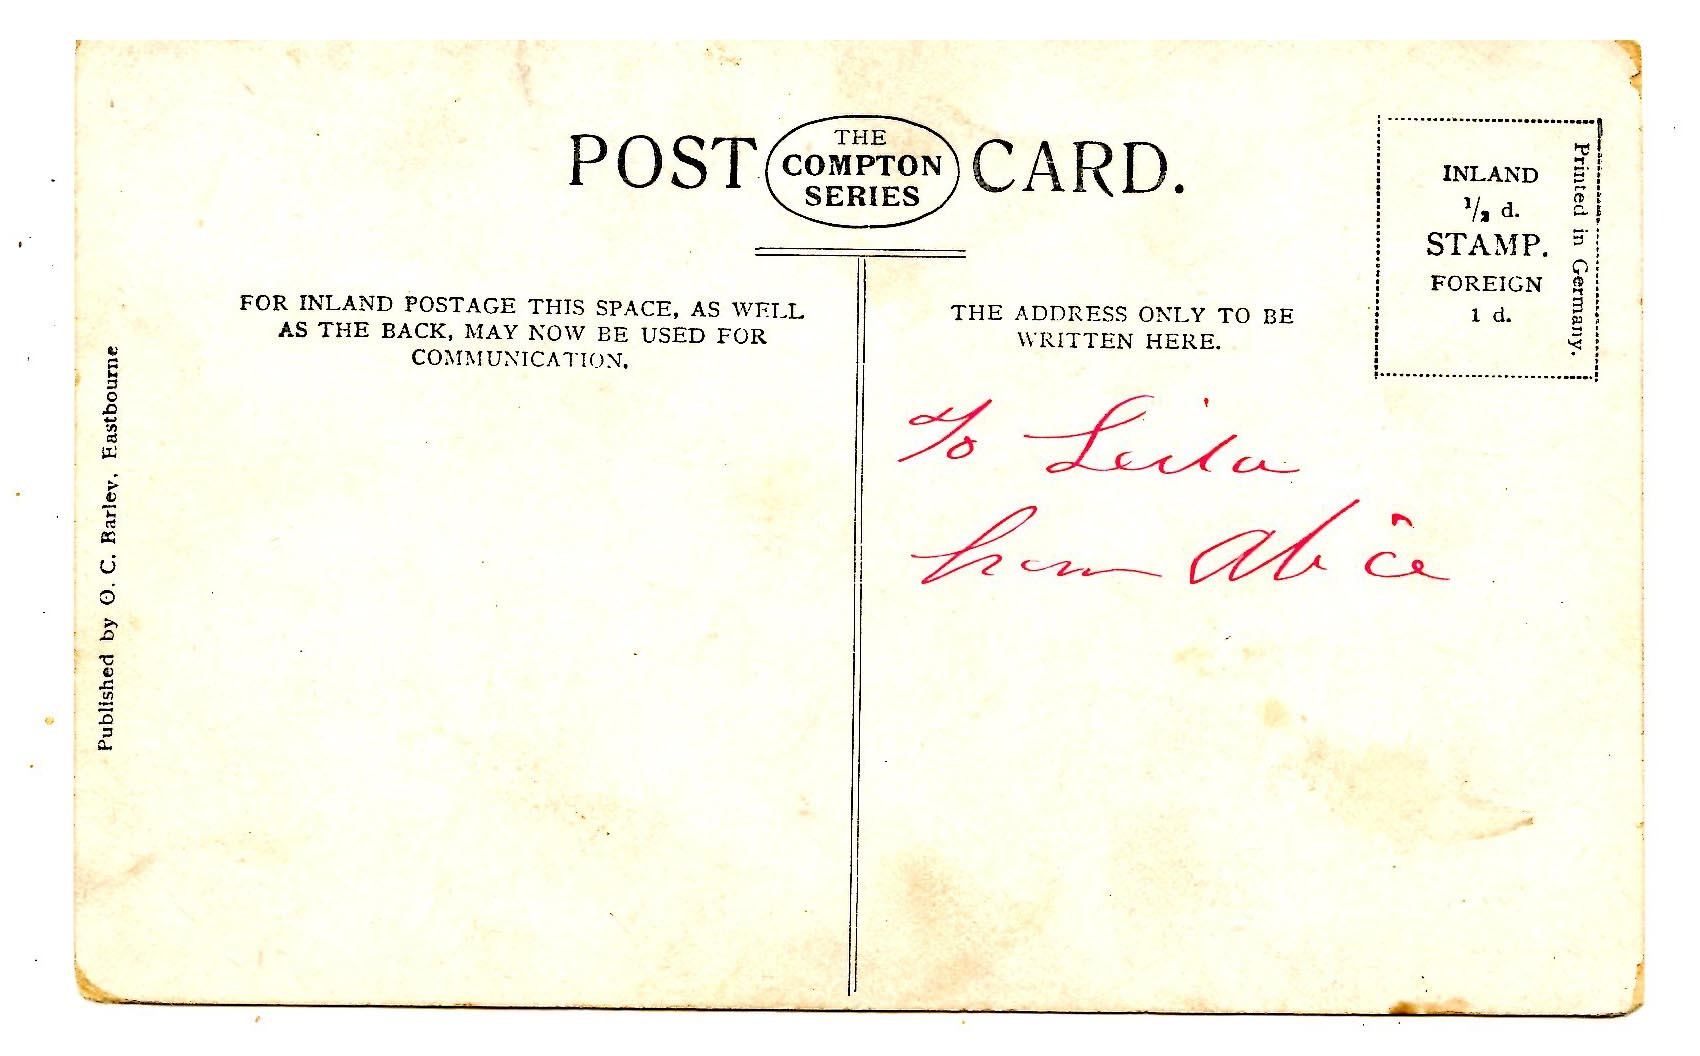 POST CARD.
THE
COMPTON
SERIES
INLAND
1/2 d.
STAMP.
FOREIGN
1 d.
Printed in Germany.
FOR INLAND POSTAGE THIS SPACE, AS WELL
AS THE BACK, MAY NOW BE USED FOR
COMMUNICATION.
THE ADDRESS ONLY TO BE
WRITTEN HERE.
To Leila
from Alice
Published by O. C. Barley, Eastbourne